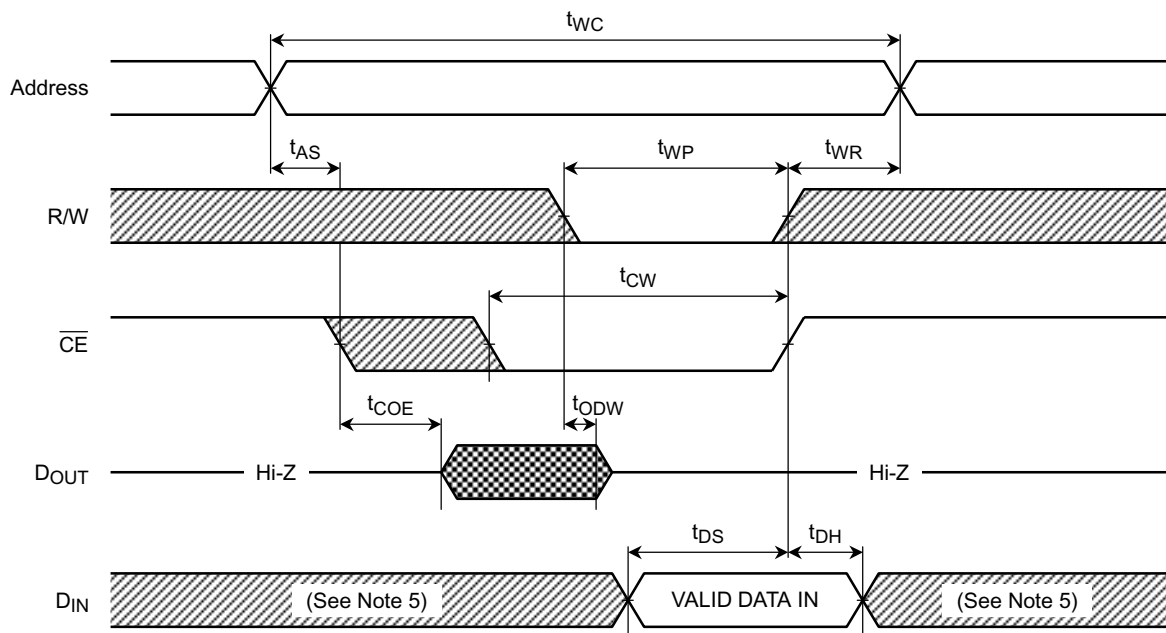 tWC
Address
tAS
tWP
tWR
R/W
tCW
CE
tCOE
tODW
DOUT
Hi-Z
Hi-Z
tDS
tDH
DIN
(See Note 5)
VALID DATA IN
(See Note 5)